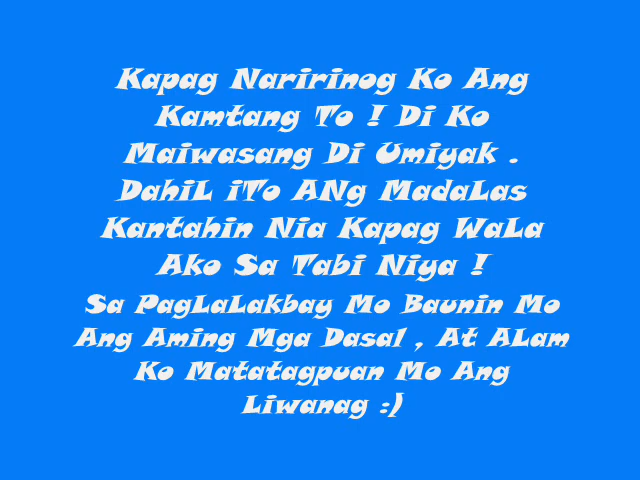 Kapag Naririnog Ko Ang
Kamtang To ! Di Ko
Maiwasang Di Umiyak .
DahiL iTo ANg MadaLas
Kantahin Nia Kapag WaLa
Ako Sa Tabi Niya !
Sa PagLaLakbay Mo Baunin Mo
Ang Aming Mga Dasal , At ALam
Ko Matatagpuan Mo Ang
Liwanag :)